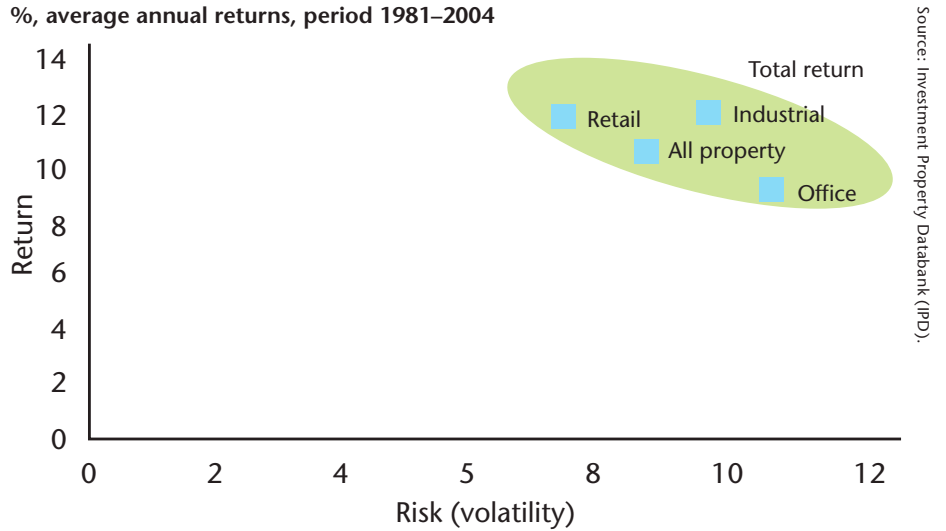 %, average annual returns, period 1981–2004
Source: Investment Property Databank (IPD).
Return
14
12
10
8
6
4
2
0
Total return
Retail
Industrial
All property
Office
0 2 4 5 8 10 12
Risk (volatility)